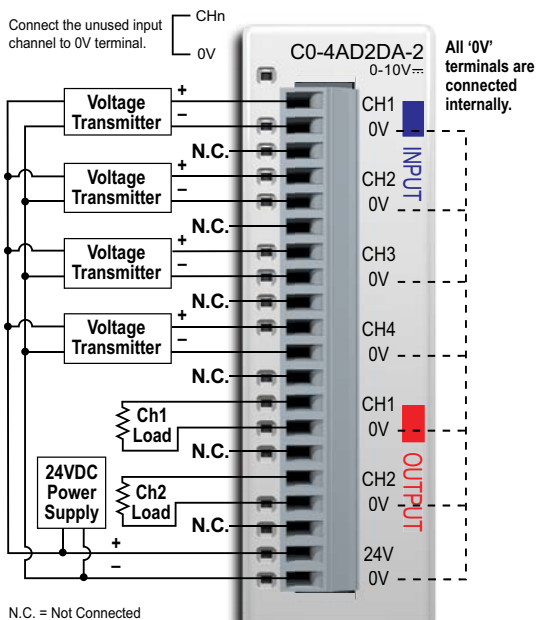 Connect the unused input
channel to 0V terminal.
CHn
0V
C0-4AD2DA-2
0-10V⎓
All ‘0V’
terminals are
connected
internally.
Voltage
Transmitter
+
–
CH1
0V
INPUT
N.C.
Voltage
Transmitter
+
–
CH2
0V
N.C.
Voltage
Transmitter
+
–
CH3
0V
N.C.
Voltage
Transmitter
+
–
CH4
0V
N.C.
Ch1
Load
CH1
0V
OUTPUT
N.C.
24VDC
Power
Supply
Ch2
Load
CH2
0V
N.C.
+
–
24V
0V
N.C. = Not Connected